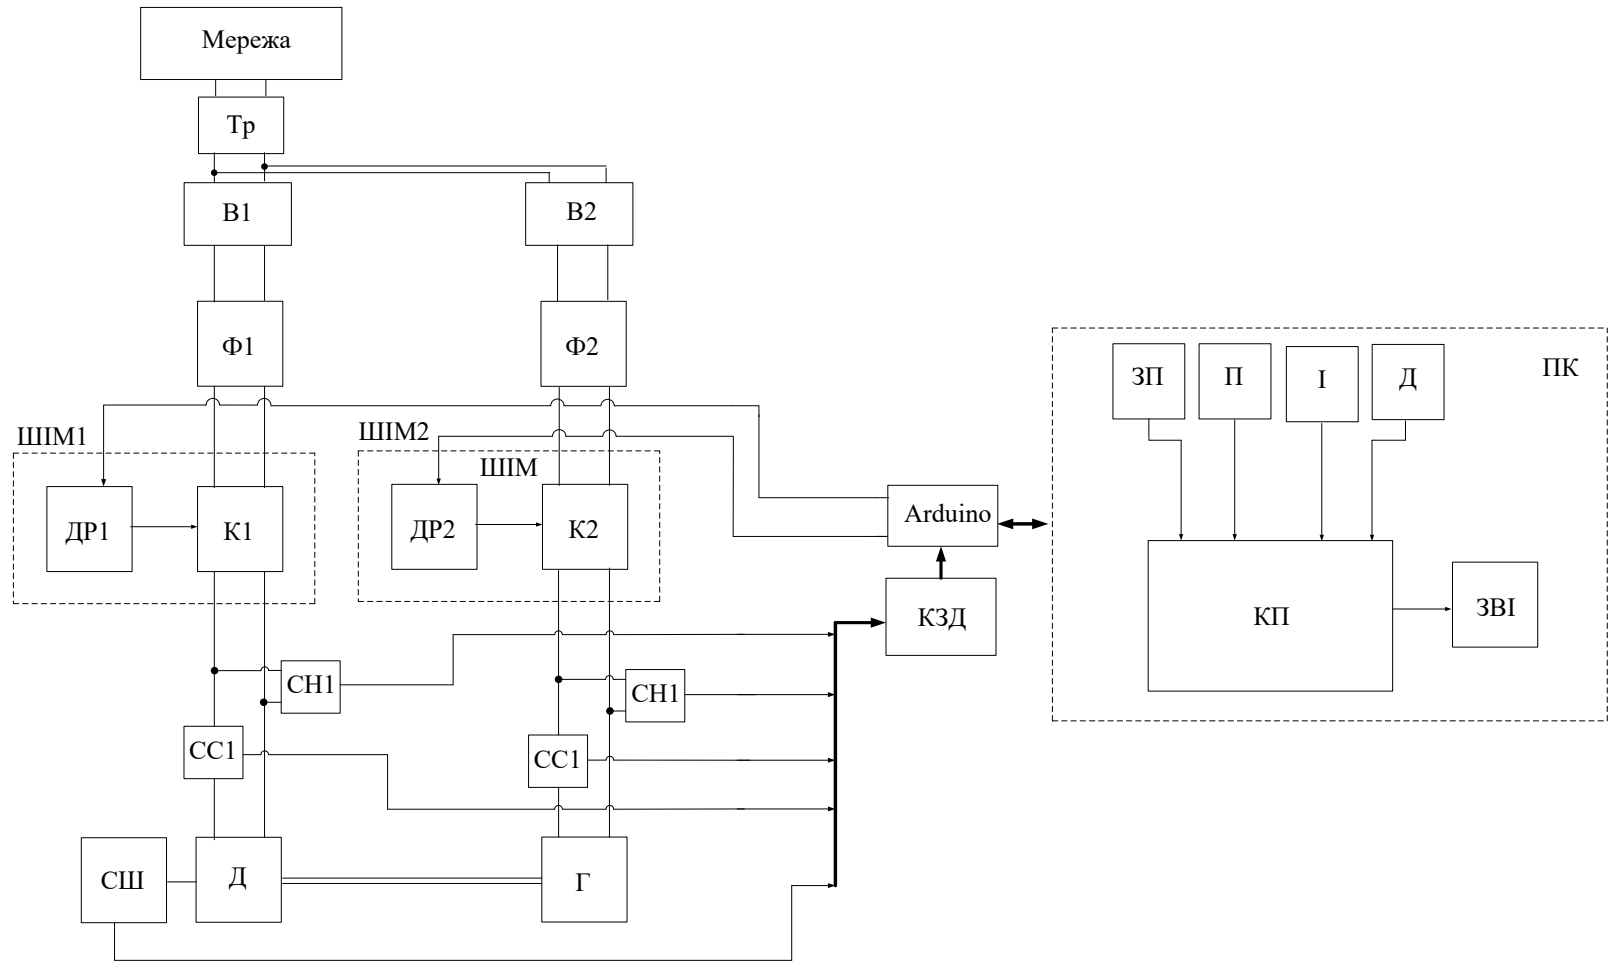 Мережа
Тр
В1
В2
Ф1
Ф2
ЗП
П
І
Д
ПК
ШІМ1
ШІМ2
ШІМ
ДР1
К1
ДР2
К2
Arduino
КЗД
КП
ЗВІ
СН1
СН1
СС1
СС1
СШ
Д
Г